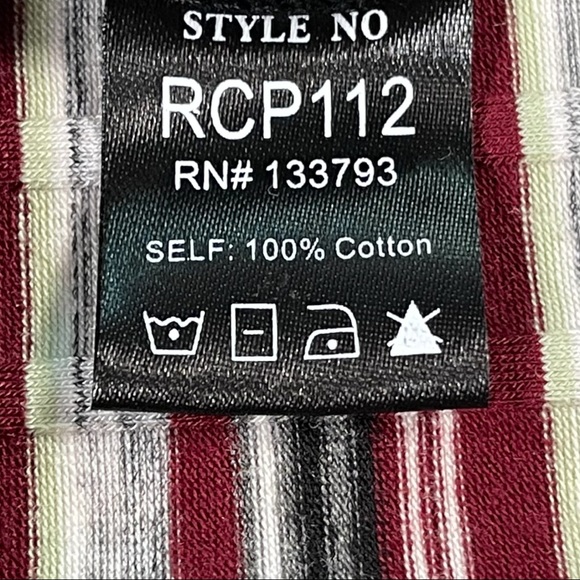 STYLE NO
RCP112
RN# 133793
SELF: 100% Cotton